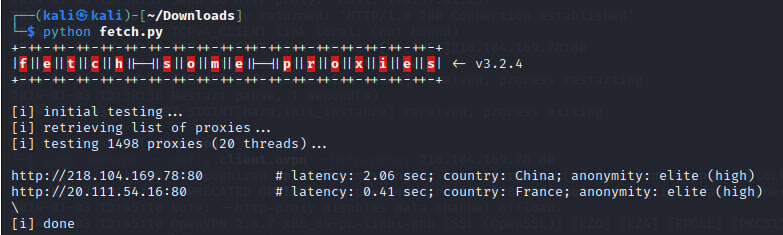 ┌──(kali㉿kali)-[~/Downloads]
└─$ python fetch.py
+-++-++-++-++-++-++-++-++-++-++-++-++-++-++-++-++-++-+
|f||e||t||c||h||-||s||o||m||e||-||p||r||o||x||i||e||s| <- v3.2.4
+-++-++-++-++-++-++-++-++-++-++-++-++-++-++-++-++-++-+
[i] initial testing...
[i] retrieving list of proxies...
[i] testing 1498 proxies (20 threads)...
http://218.104.169.78:80 # latency: 2.06 sec; country: China; anonymity: elite (high)
http://20.111.54.16:80 # latency: 0.41 sec; country: France; anonymity: elite (high)
\
[i] done